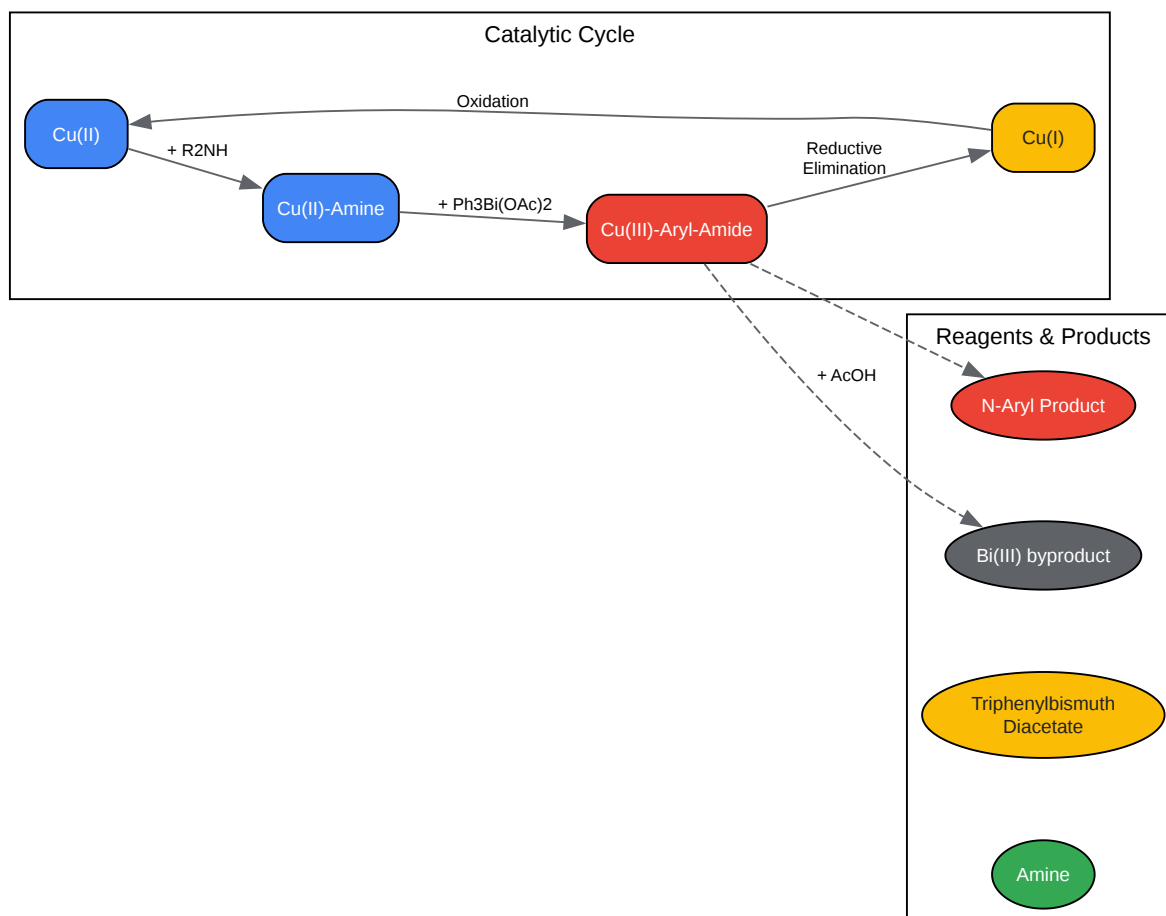 Catalytic Cycle
Oxidation
Cu(II)
Cu(I)
+ R2NH
Reductive
Elimination
Cu(II)-Amine
+ Ph3Bi(OAc)2
Cu(III)-Aryl-Amide
Reagents & Products
+ AcOH
N-Aryl Product
Bi(III) byproduct
Triphenylbismuth
Diacetate
Amine